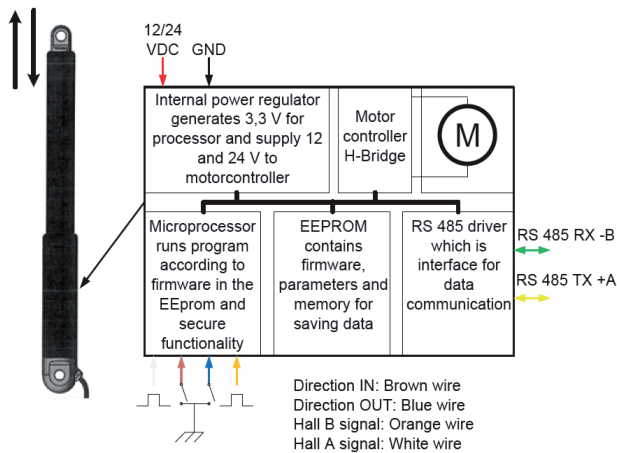 12/24
VDC GND
Internal power regulator
generates 3,3 V for
processor and supply 12
and 24 V to
motorcontroller
Motor
controller
H-Bridge
M
Microprocessor
runs program
according to
firmware in the
EEprom and
secure
functionality
EEPROM
contains
firmware,
parameters and
memory for
saving data
RS 485 driver
which is
interface for
data
communication
RS 485 RX -B
RS 485 TX +A
Direction IN: Brown wire
Direction OUT: Blue wire
Hall B signal: Orange wire
Hall A signal: White wire